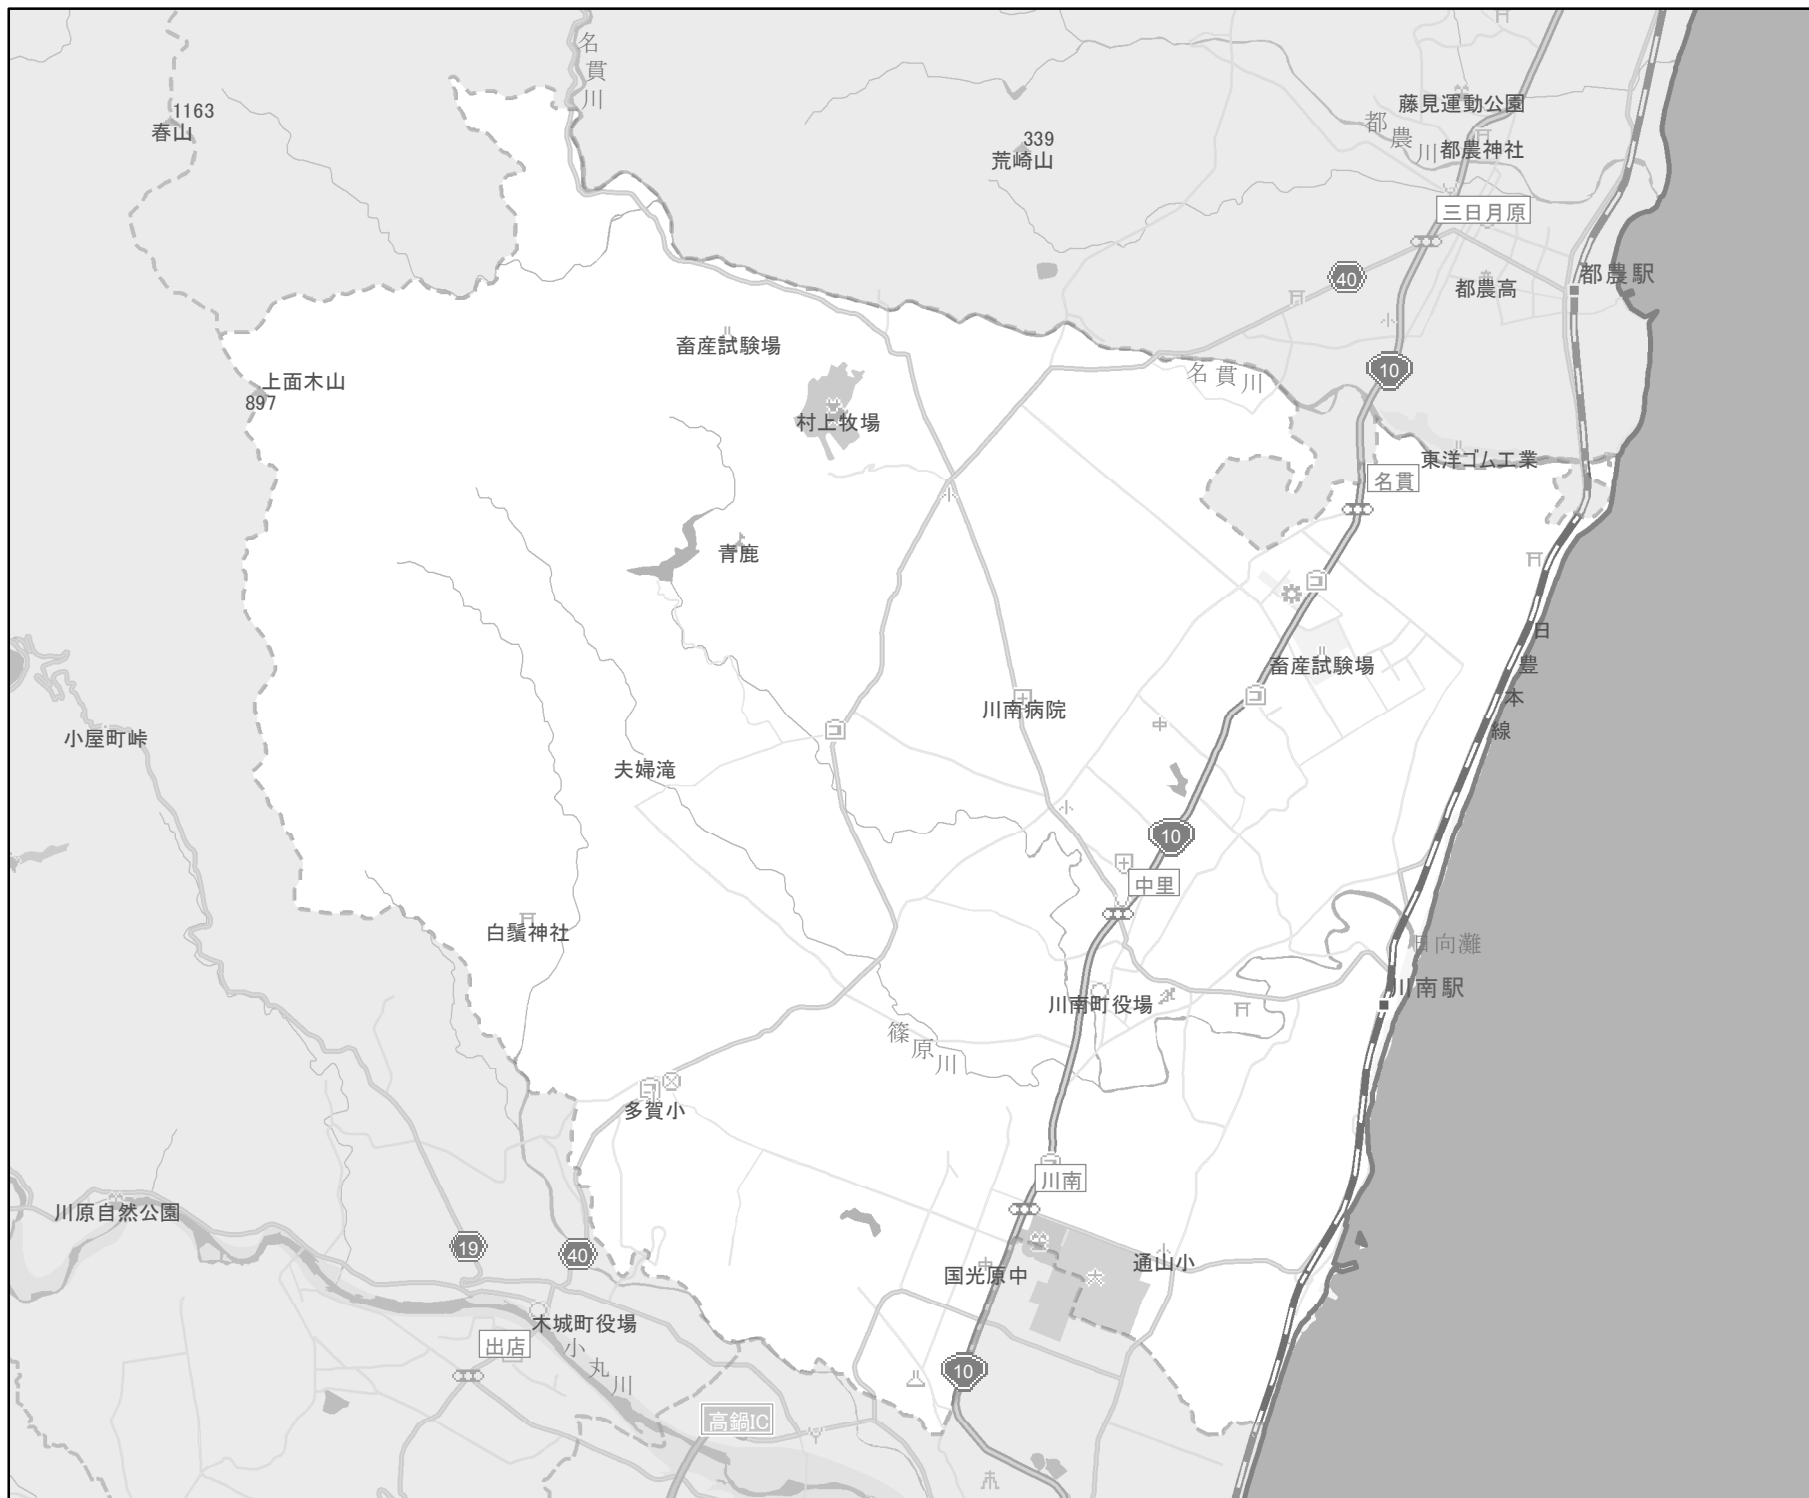 名貫川
1163
春山
藤見運動公園
都農川
都農神社
339
荒崎山
三日月原
40
都農駅
都農高
小
畜産試験場
10
名貫川
上面木山
897
村上牧場
東洋ゴム工業
名貫
小
青鹿
日豊本線
畜産試験場
川南病院
中
小屋町峠
夫婦滝
小
10
中里
白鬚神社
日向灘
川南駅
川南町役場
篠原川
多賀小
川南
川原自然公園
19
40
通山小
中
国光原中
大
木城町役場
出店
小丸川
10
高鍋IC